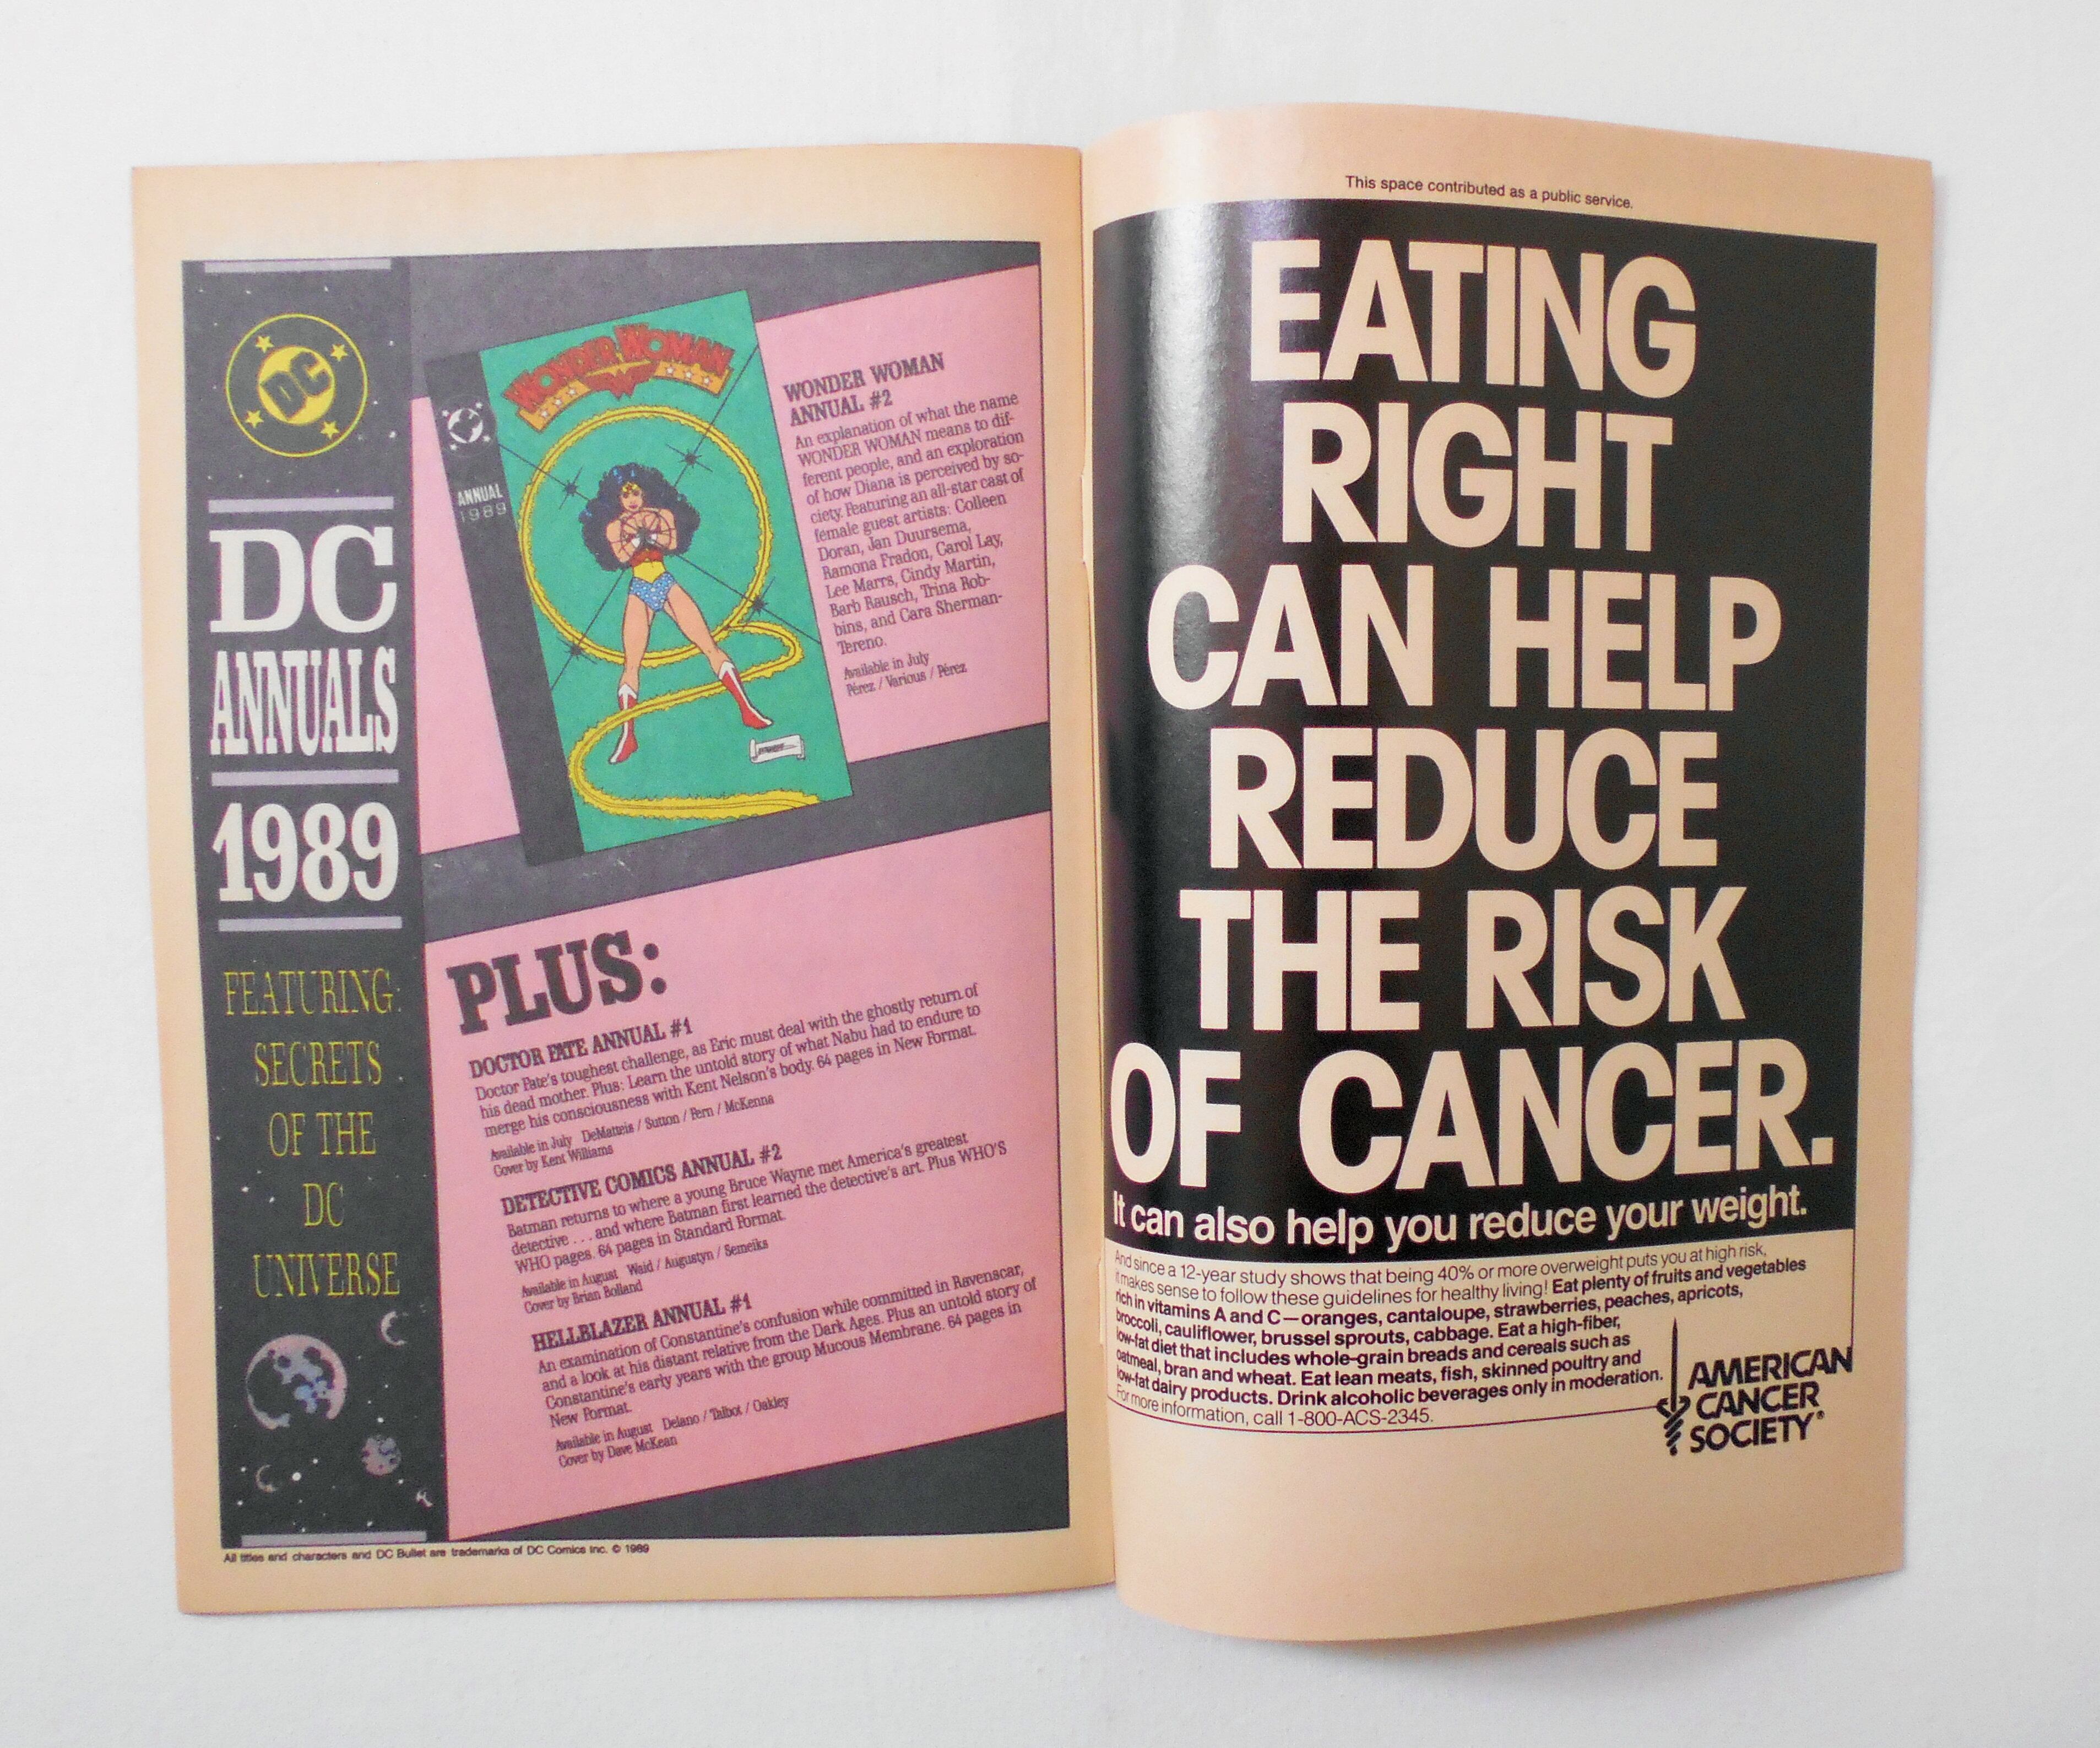 DC
DC
ANNUALS
1989
FEATURING:
SECRETS
OF THE
DC
UNIVERSE
WONDER WOMAN
DC
ANNUAL
1989
WONDER WOMAN
ANNUAL #2
An explanation of what the name
WONDER WOMAN means to dif-
ferent people, and an exploration
of how Diana is perceived by so-
ciety. Featuring an all-star cast of
female guest artists: Colleen
Doran, Jan Duursema,
Ramona Fradon, Carol Lay,
Lee Marrs, Cindy Martin,
Barb Rausch, Trina Rob-
bins, and Cara Sherman-
Tereno.
Available in July
Pérez / Various / Pérez
PLUS:
DOCTOR FATE ANNUAL #1
Doctor Fate's toughest challenge, as Eric must deal with the ghostly return of
his dead mother. Plus: Learn the untold story of what Nabu had to endure to
merge his consciousness with Kent Nelson's body. 64 pages in New Format.
Available in July DeMatteis / Sutton / Fern / McKenna
Cover by Kent Williams
DETECTIVE COMICS ANNUAL #2
Batman returns to where a young Bruce Wayne met America's greatest
detective . . . and where Batman first learned the detective's art. Plus WHO'S
WHO pages. 64 pages in Standard Format.
Available in August Waid / Augustyn / Semeiks
Cover by Brian Bolland
HELLBLAZER ANNUAL #1
An examination of Constantine's confusion while committed in Ravenscar,
and a look at his distant relative from the Dark Ages. Plus an untold story of
Constantine's early years with the group Mucous Membrane. 64 pages in
New Format.
Available in August Delano / Talbot / Oakley
Cover by Dave McKean
All titles and characters and DC Bullet are trademarks of DC Comics Inc. © 1989
This space contributed as a public service.
EATING
RIGHT
CAN HELP
REDUCE
THE RISK
OF CANCER.
It can also help you reduce your weight.
And since a 12-year study shows that being 40% or more overweight puts you at high risk,
it makes sense to follow these guidelines for healthy living! Eat plenty of fruits and vegetables
rich in vitamins A and C—oranges, cantaloupe, strawberries, peaches, apricots,
broccoli, cauliflower, brussel sprouts, cabbage. Eat a high-fiber,
low-fat diet that includes whole-grain breads and cereals such as
oatmeal, bran and wheat. Eat lean meats, fish, skinned poultry and
low-fat dairy products. Drink alcoholic beverages only in moderation.
For more information, call 1-800-ACS-2345.
AMERICAN
CANCER
SOCIETY®